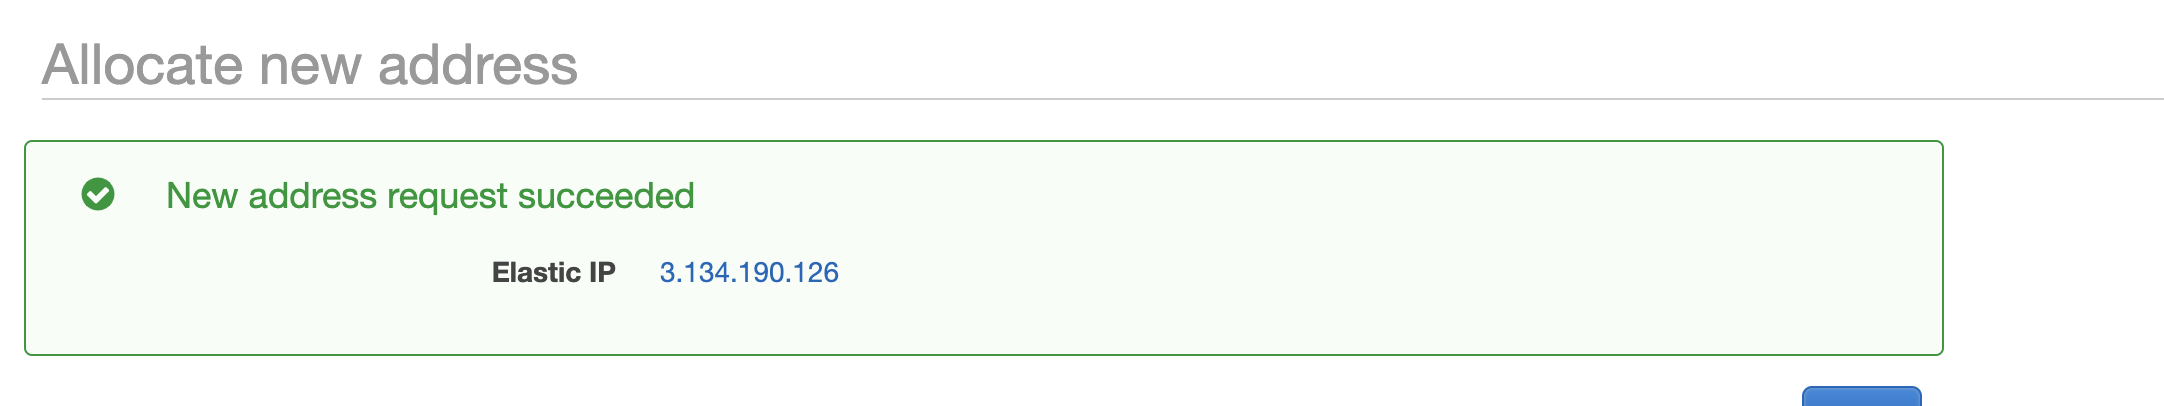 Allocate new address
New address request succeeded
Elastic IP 3.134.190.126